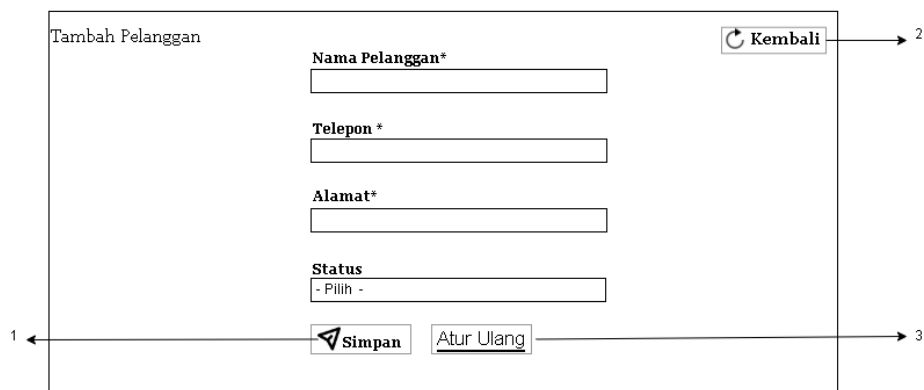 Tambah Pelanggan
Kembali
2
Nama Pelanggan*
Telepon *
Alamat*
Status
- Pilih -
1
Simpan
Atur Ulang
3